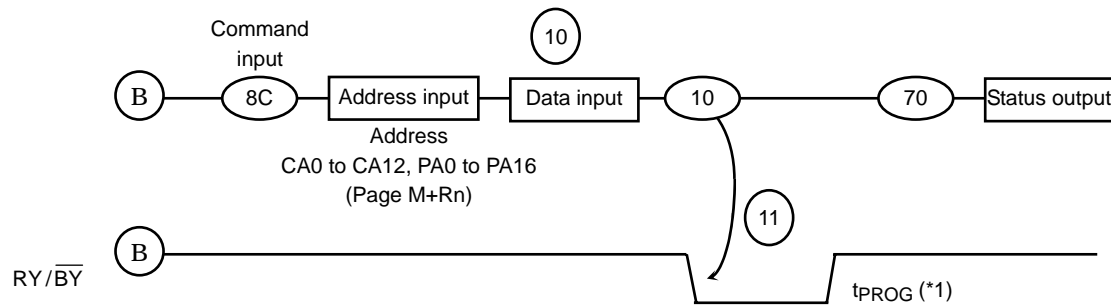 Command
input
10
B
8C
Address input
Data input
10
70
Status output
Address
CA0 to CA12, PA0 to PA16
(Page M+Rn)
11
B
RY/BY
tPROG (*1)